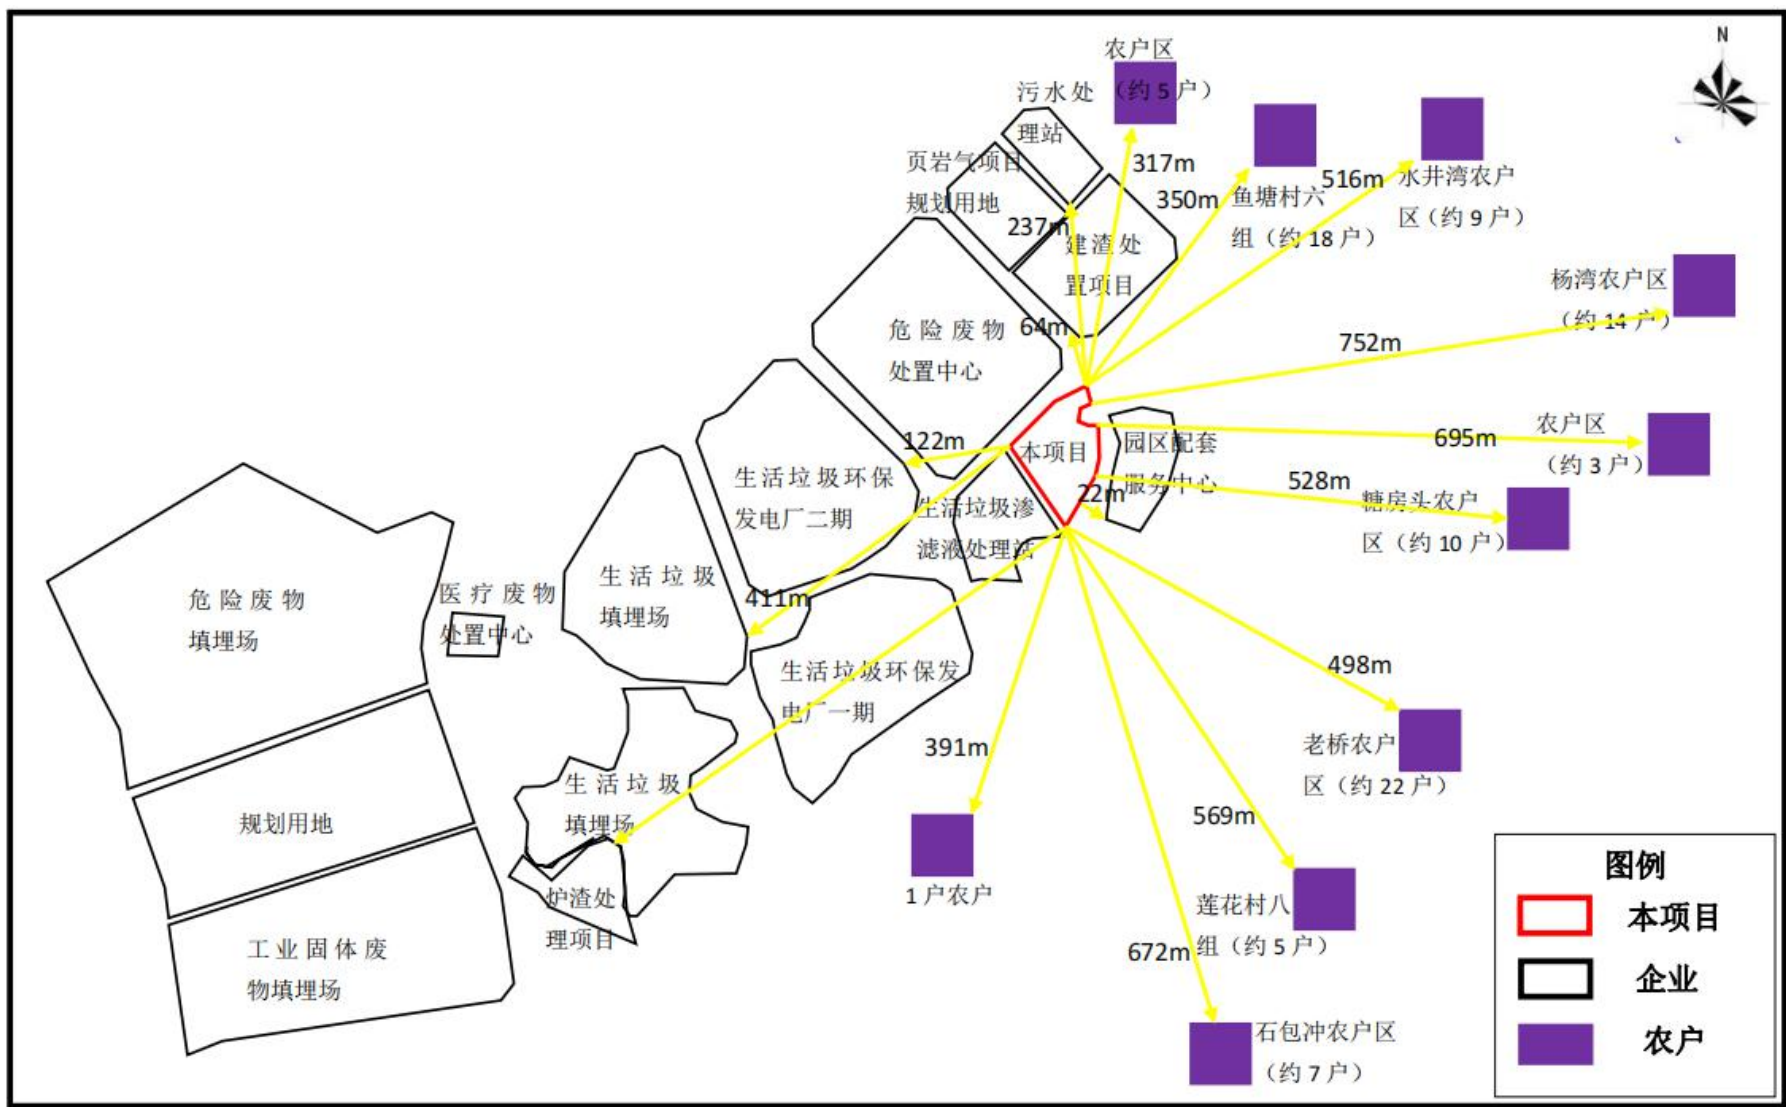 N
农户区
（约 5 户）
污水处
理站
页岩气项目
规划用地
317m
350m
516m
237m
鱼塘村六
组（约 18 户）
水井湾农户
区（约 9 户）
建渣处
置项目
杨湾农户区
（约 14 户）
752m
危险废物
处置中心
64m
122m
本项目
园区配套
服务中心
22m
农户区
（约 3 户）
695m
528m
糖房头农户
区（约 10 户）
生活垃圾环保
发电厂二期
生活垃圾渗
滤液处理站
危险废物
填埋场
医疗废物
处置中心
生活垃圾
填埋场
411m
生活垃圾环保发
电厂一期
498m
老桥农户
区（约 22 户）
391m
1 户农户
生活垃圾
填埋场
规划用地
炉渣处
理项目
工业固体废
物填埋场
569m
莲花村八
组（约 5 户）
672m
石包冲农户区
（约 7 户）
图例
本项目
企业
农户